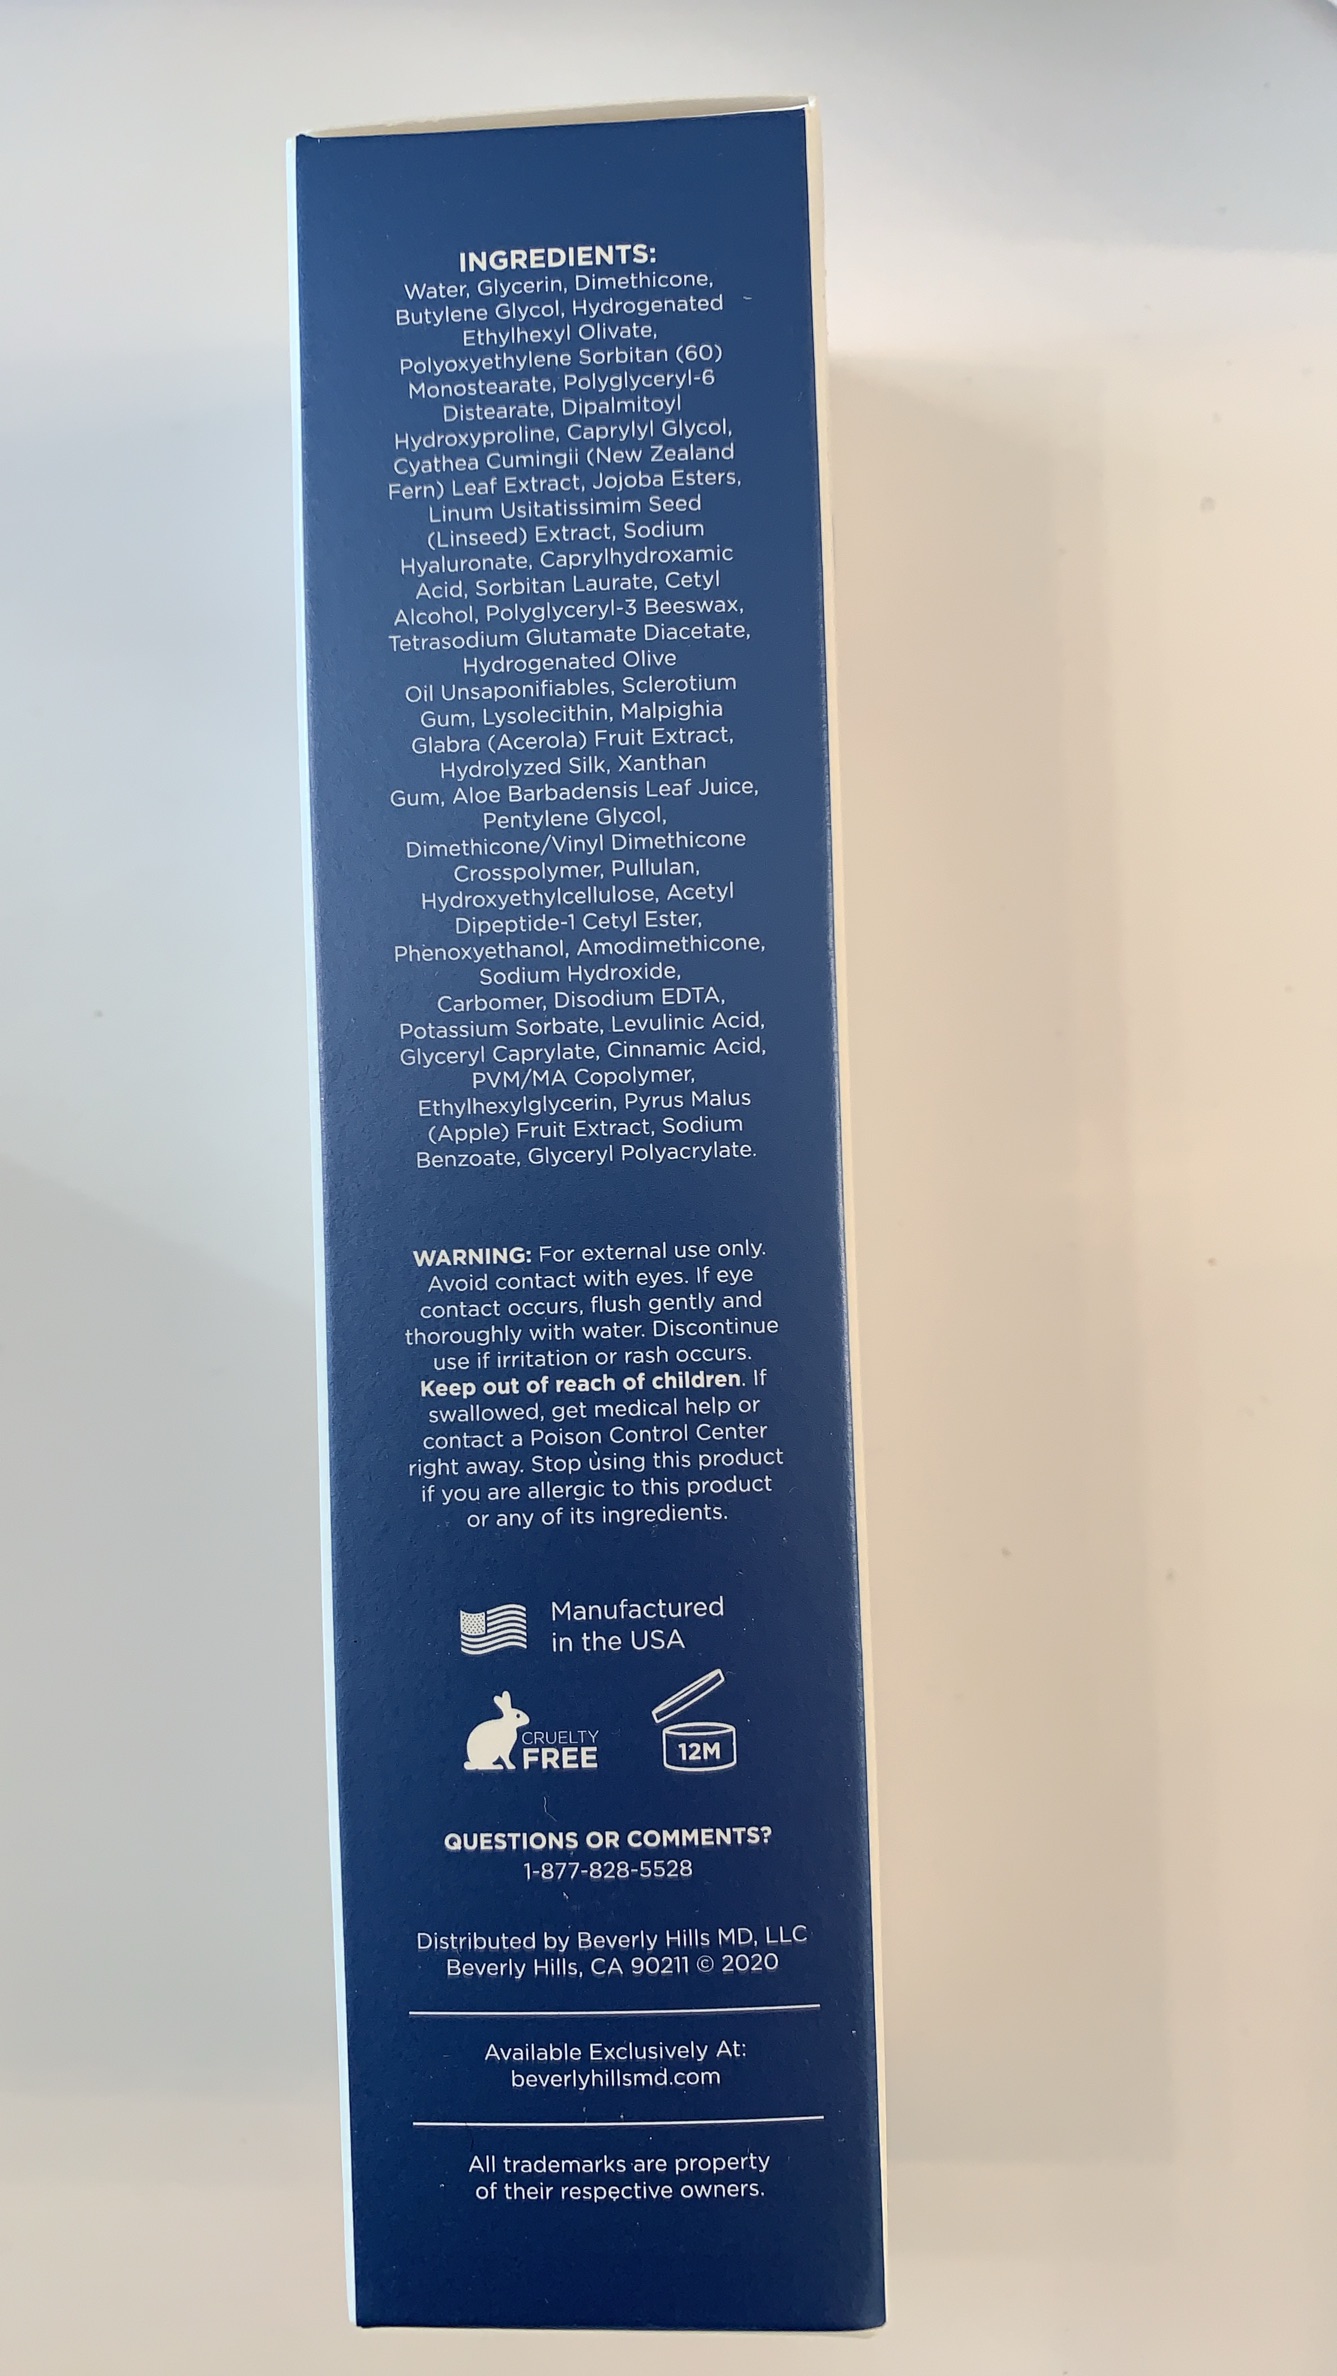 INGREDIENTS:
Water, Glycerin, Dimethicone,
Butylene Glycol, Hydrogenated
Ethylhexyl Olivate,
Polyoxyethylene Sorbitan (60)
Monostearate, Polyglyceryl-6
Distearate, Dipalmitoyl
Hydroxyproline, Caprylyl Glycol,
Cyathea Cumingii (New Zealand
Fern) Leaf Extract, Jojoba Esters,
Linum Usitatissimim Seed
(Linseed) Extract, Sodium
Hyaluronate, Caprylhydroxamic
Acid, Sorbitan Laurate, Cetyl
Alcohol, Polyglyceryl-3 Beeswax,
Tetrasodium Glutamate Diacetate,
Hydrogenated Olive
Oil Unsaponifiables, Sclerotium
Gum, Lysolecithin, Malpighia
Glabra (Acerola) Fruit Extract,
Hydrolyzed Silk, Xanthan
Gum, Aloe Barbadensis Leaf Juice,
Pentylene Glycol,
Dimethicone/Vinyl Dimethicone
Crosspolymer, Pullulan,
Hydroxyethylcellulose, Acetyl
Dipeptide-1 Cetyl Ester,
Phenoxyethanol, Amodimethicone,
Sodium Hydroxide,
Carbomer, Disodium EDTA,
Potassium Sorbate, Levulinic Acid,
Glyceryl Caprylate, Cinnamic Acid,
PVM/MA Copolymer,
Ethylhexylglycerin, Pyrus Malus
(Apple) Fruit Extract, Sodium
Benzoate, Glyceryl Polyacrylate.
WARNING: For external use only.
Avoid contact with eyes. If eye
contact occurs, flush gently and
thoroughly with water. Discontinue
use if irritation or rash occurs.
Keep out of reach of children. If
swallowed, get medical help or
contact a Poison Control Center
right away. Stop using this product
if you are allergic to this product
or any of its ingredients.
Manufactured
in the USA
CRUELTY
FREE
12M
QUESTIONS OR COMMENTS?
1-877-828-5528
Distributed by Beverly Hills MD, LLC
Beverly Hills, CA 90211 © 2020
Available Exclusively At:
beverlyhillsmd.com
All trademarks are property
of their respective owners.